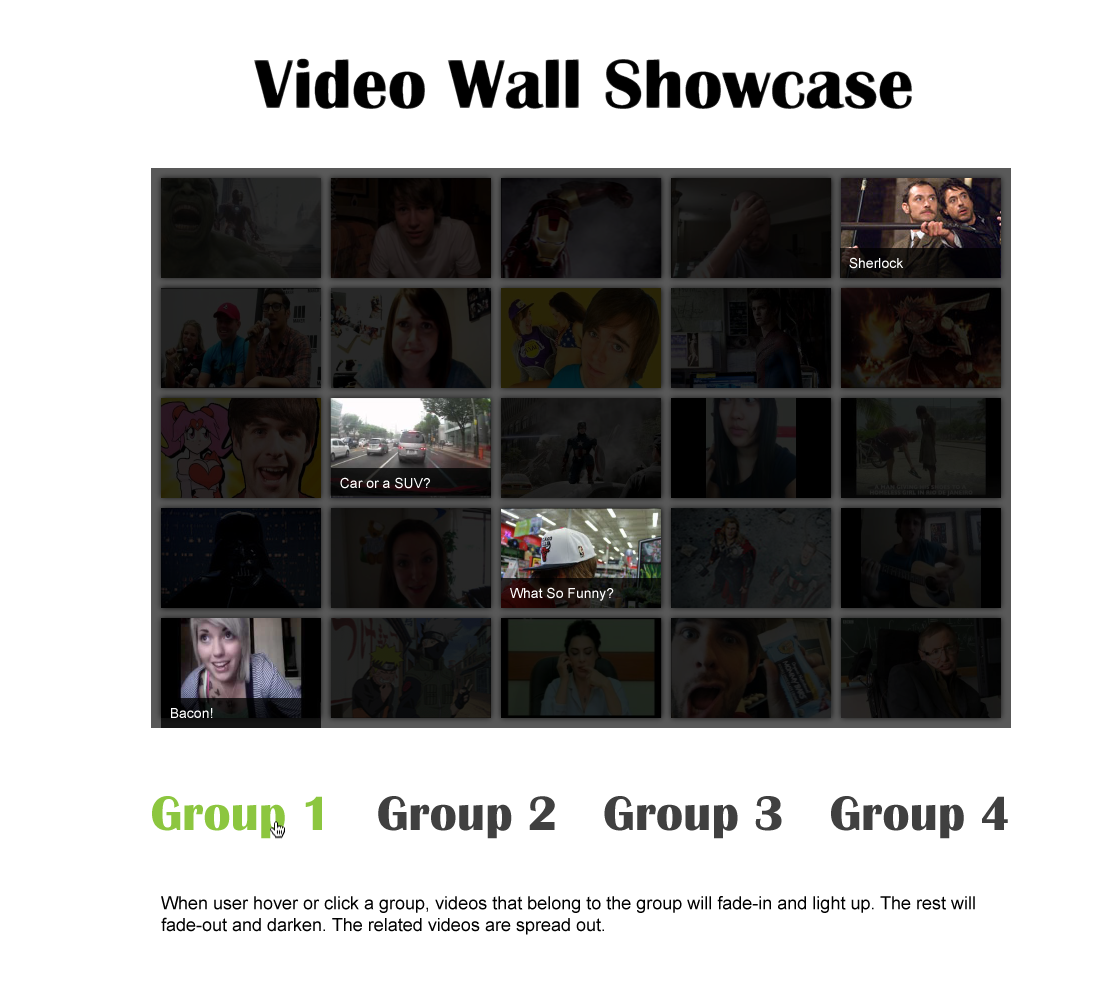 Video Wall Showcase
Sherlock
Car or a SUV?
What So Funny?
Bacon!
Group 1 Group 2 Group 3 Group 4
When user hover or click a group, videos that belong to the group will fade-in and light up. The rest will
fade-out and darken. The related videos are spread out.